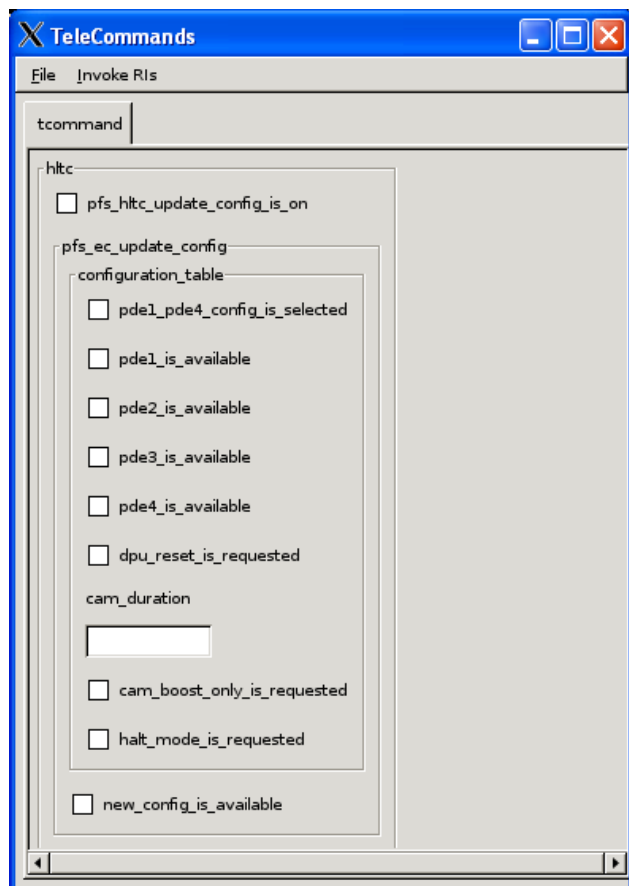 TeleCommands
File Invoke RIs
tcommand
hltc
pfs_hltc_update_config_is_on
pfs_ec_update_config
configuration_table
pde1_pde4_config_is_selected
pde1_is_available
pde2_is_available
pde3_is_available
pde4_is_available
dpu_reset_is_requested
cam_duration
cam_boost_only_is_requested
halt_mode_is_requested
new_config_is_available